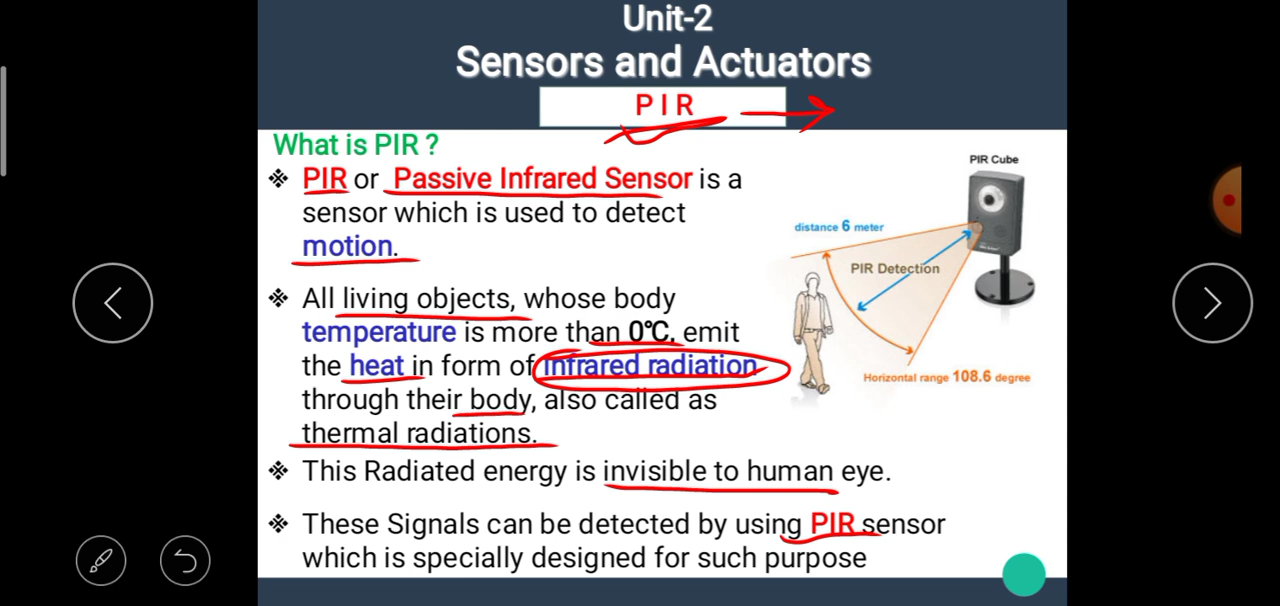 Unit-2
Sensors and Actuators
PIR
What is PIR ?
❖ PIR or Passive Infrared Sensor is a
sensor which is used to detect
motion.
❖ All living objects, whose body
temperature is more than 0℃, emit
the heat in form of infrared radiation
through their body, also called as
thermal radiations.
❖ This Radiated energy is invisible to human eye.
❖ These Signals can be detected by using PIR sensor
which is specially designed for such purpose
PIR Cube
distance 6 meter
PIR Detection
Horizontal range 108.6 degree